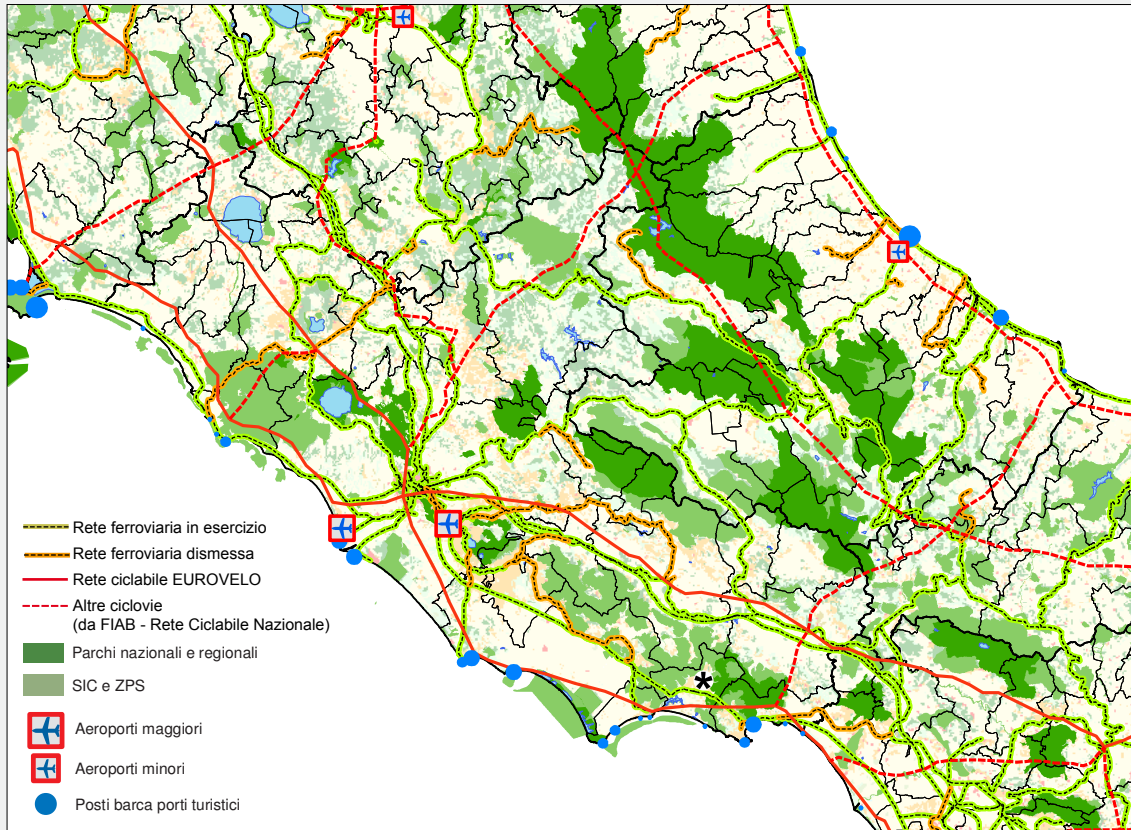 Rete ferroviaria in esercizio
Rete ferroviaria dismessa
Rete ciclabile EUROVELO
Altre ciclovie
(da FIAB - Rete Ciclabile Nazionale)
Parchi nazionali e regionali
SIC e ZPS
Aeroporti maggiori
Aeroporti minori
Posti barca porti turistici
*